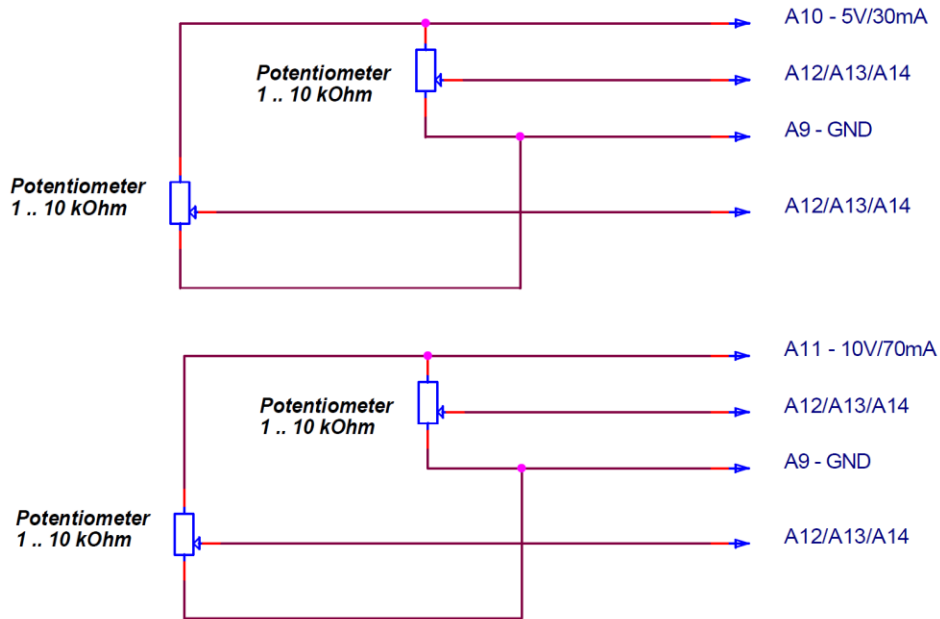 A10 - 5V/30mA
Potentiometer
1 .. 10 kOhm
A12/A13/A14
A9 - GND
Potentiometer
1 .. 10 kOhm
A12/A13/A14
A11 - 10V/70mA
Potentiometer
1 .. 10 kOhm
A12/A13/A14
A9 - GND
Potentiometer
1 .. 10 kOhm
A12/A13/A14